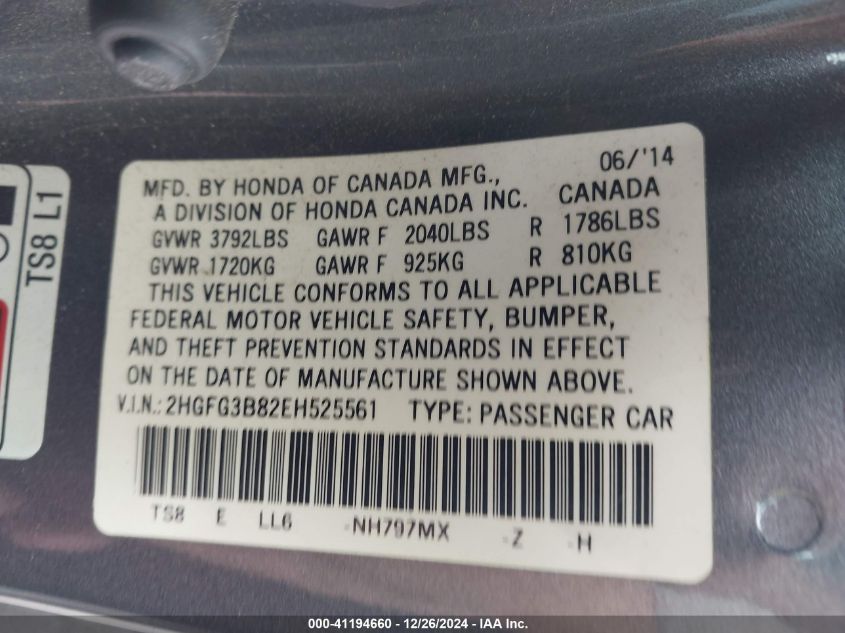 06/'14
MFD. BY HONDA OF CANADA MFG.,
A DIVISION OF HONDA CANADA INC. CANADA
GVWR 3792LBS GAWR F 2040LBS R 1786LBS
GVWR 1720KG GAWR F 925KG R 810KG
THIS VEHICLE CONFORMS TO ALL APPLICABLE
FEDERAL MOTOR VEHICLE SAFETY, BUMPER,
AND THEFT PREVENTION STANDARDS IN EFFECT
ON THE DATE OF MANUFACTURE SHOWN ABOVE.
V.I.N.: 2HGFG3B82EH525561 TYPE: PASSENGER CAR
TS8 E LL6 -NH797MX -Z -H
TS8 L1
000-41194660 - 12/26/2024 - IAA Inc.